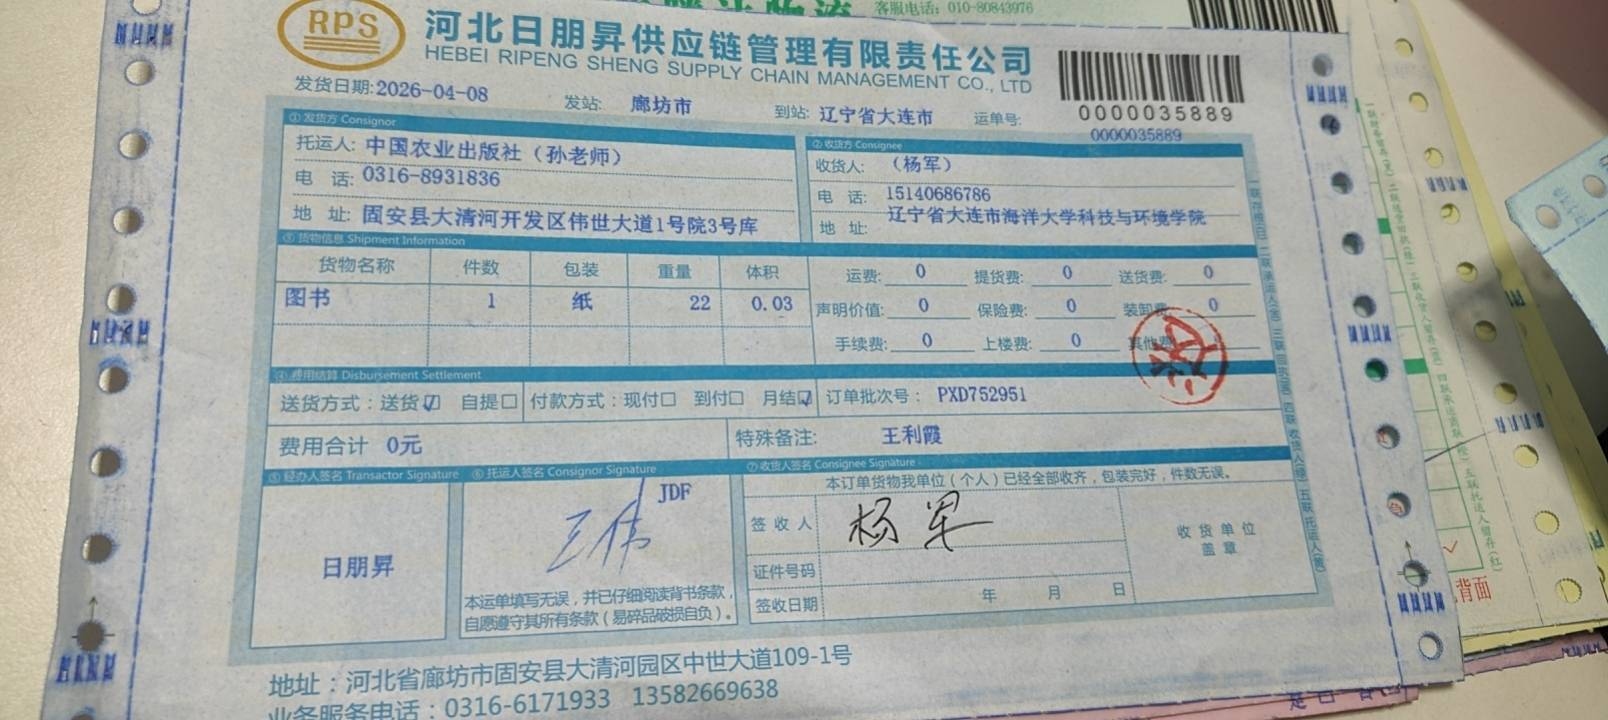 客服电话：010-80843976
RPS
河北日朋昇供应链管理有限责任公司
HEBEI RIPENG SHENG SUPPLY CHAIN MANAGEMENT CO., LTD
发货日期:2026-04-08 发站: 廊坊市 到站: 辽宁省大连市 运单号: 0000035889
0000035889
①发货方 Consignor
托运人: 中国农业出版社（孙老师）
电 话: 0316-8931836
地 址: 固安县大清河开发区伟世大道1号院3号库
②收货方 Consignee
收货人: （杨军）
电 话: 15140686786
地 址: 辽宁省大连市海洋大学科技与环境学院
③货物信息 Shipment Information
货物名称 件数 包装 重量 体积
图书 1 纸 22 0.03
运费: 0 提货费: 0 送货费: 0
声明价值: 0 保险费: 0 装卸费: 0
手续费: 0 上楼费: 0 其他费:
④费用结算 Disbursement Settlement
送货方式：送货☑ 自提☐ 付款方式：现付☐ 到付☐ 月结☑ 订单批次号： PXD752951
费用合计 0元 特殊备注: 王利霞
⑤经办人签名 Transactor Signature
日朋昇
⑥托运人签名 Consignor Signature
JDF
王伟
本运单填写无误，并已仔细阅读背书条款，
自愿遵守其所有条款（易碎品破损自负）。
⑦收货人签名 Consignee Signature
本订单货物我单位（个人）已经全部收齐，包装完好，件数无误。
签收人 杨军
证件号码
签收日期 年 月 日
收货单位
盖章
地址：河北省廊坊市固安县大清河园区中世大道109-1号
业务服务电话：0316-6171933 13582669638
背面